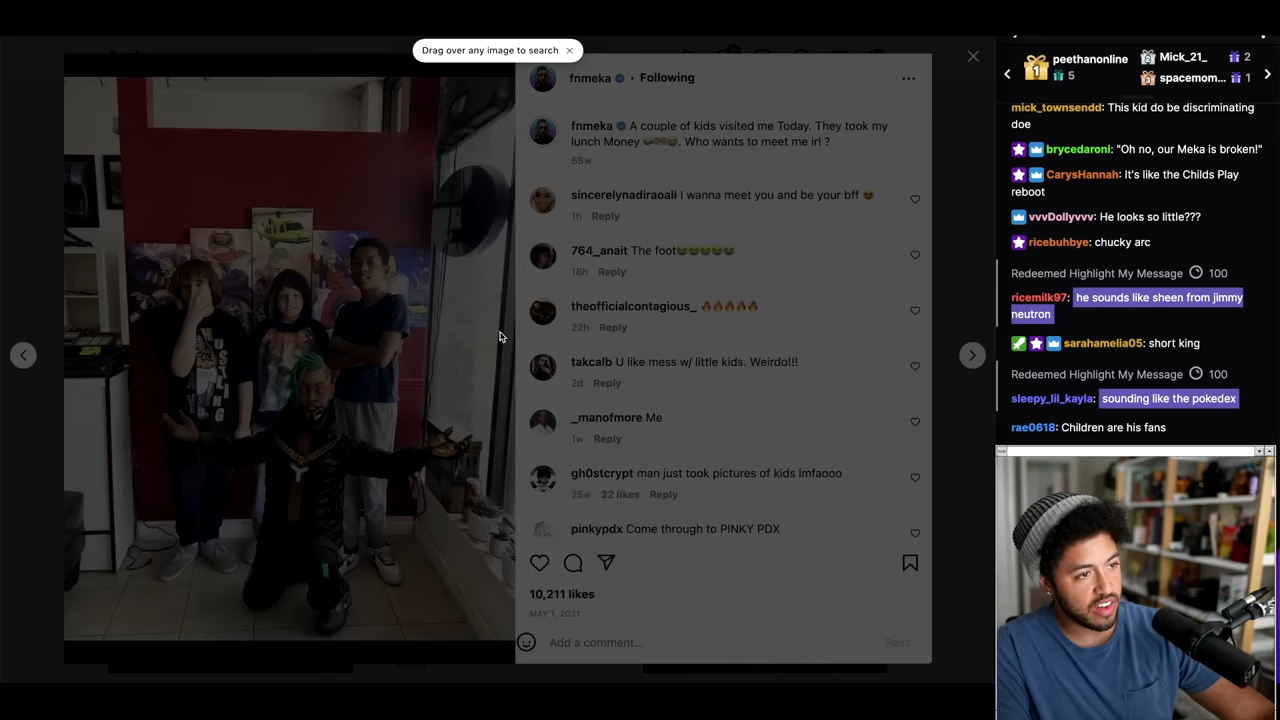 Drag over any image to search
fnmeka • Following
fnmeka A couple of kids visited me Today. They took my
lunch Money 💸💵😂. Who wants to meet me irl ?
68w
sincerelynadiraoali I wanna meet you and be your bff 😍
1h Reply
764_anait The foot😂😂😂😂😂
18h Reply
theofficialcontagious_ 🔥🔥🔥🔥🔥
22h Reply
takcalb U like mess w/ little kids. Weirdo!!!
2d Reply
_manofmore Me
1w Reply
gh0stcrypt man just took pictures of kids lmfaooo
25w 22 likes Reply
pinkypdx Come through to PINKY PDX
10,211 likes
MAY 1, 2021
Add a comment...
Post
HUSTLING
1 peethanonline
5
2 Mick_21_ 2
3 spacemom... 1
mick_townsendd: This kid do be discriminating
doe
brycedaroni: "Oh no, our Meka is broken!"
CarysHannah: It's like the Childs Play
reboot
vvvDollyvvv: He looks so little???
ricebuhbye: chucky arc
Redeemed Highlight My Message 100
ricemilk97: he sounds like sheen from jimmy
neutron
sarahamelia05: short king
Redeemed Highlight My Message 100
sleepy_lil_kayla: sounding like the pokedex
rae0618: Children are his fans